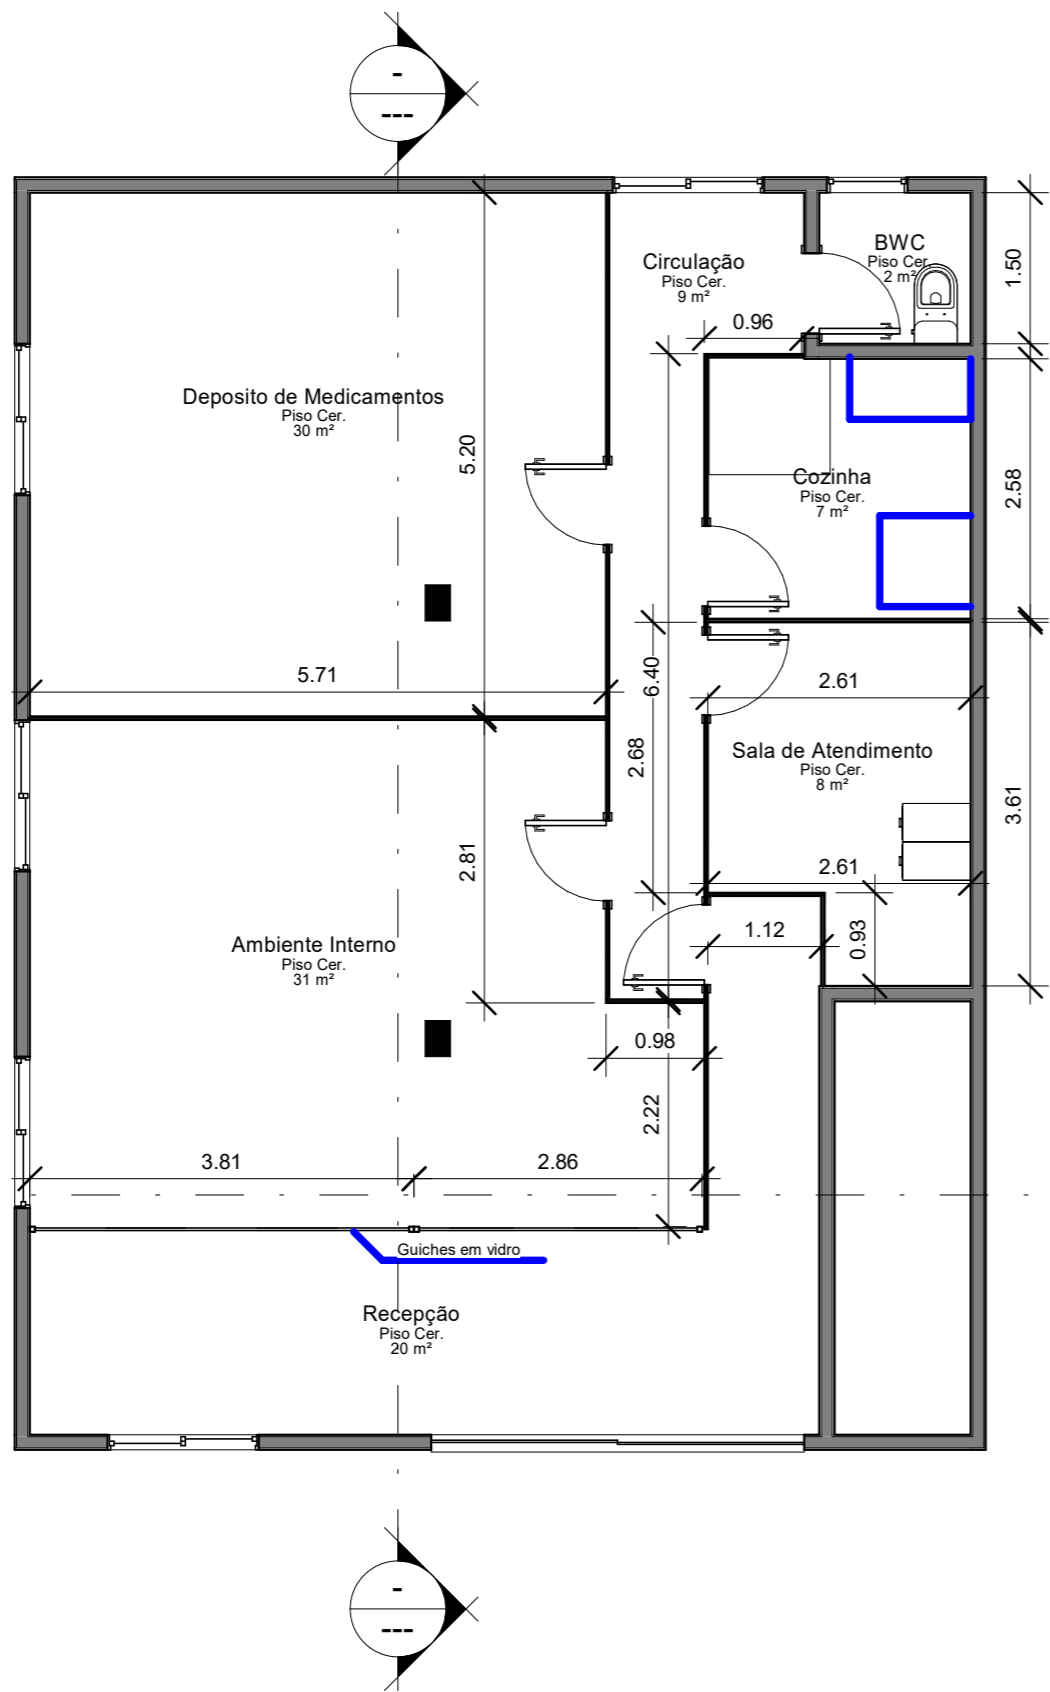 -
---
Circulação
Piso Cer.
9 m²
BWC
Piso Cer.
2 m²
1.50
0.96
Deposito de Medicamentos
Piso Cer.
30 m²
5.20
Cozinha
Piso Cer.
7 m²
2.58
5.71
6.40
2.61
2.68
Sala de Atendimento
Piso Cer.
8 m²
3.61
2.81
2.61
Ambiente Interno
Piso Cer.
31 m²
1.12
0.93
0.98
2.22
3.81
2.86
Guiches em vidro
Recepção
Piso Cer.
20 m²
-
---